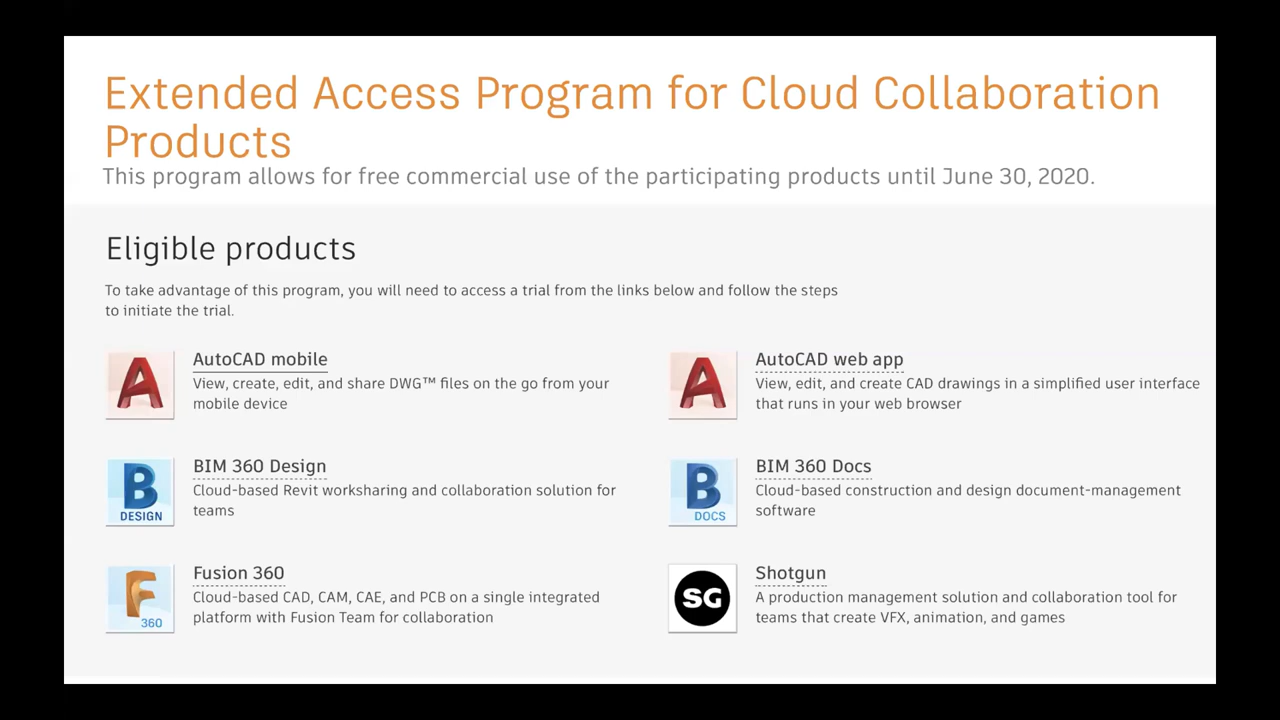 Extended Access Program for Cloud Collaboration
Products
This program allows for free commercial use of the participating products until June 30, 2020.
Eligible products
To take advantage of this program, you will need to access a trial from the links below and follow the steps
to initiate the trial.
AutoCAD mobile
View, create, edit, and share DWG™ files on the go from your
mobile device
AutoCAD web app
View, edit, and create CAD drawings in a simplified user interface
that runs in your web browser
DESIGN
BIM 360 Design
Cloud-based Revit worksharing and collaboration solution for
teams
DOCS
BIM 360 Docs
Cloud-based construction and design document-management
software
360
Fusion 360
Cloud-based CAD, CAM, CAE, and PCB on a single integrated
platform with Fusion Team for collaboration
SG
Shotgun
A production management solution and collaboration tool for
teams that create VFX, animation, and games